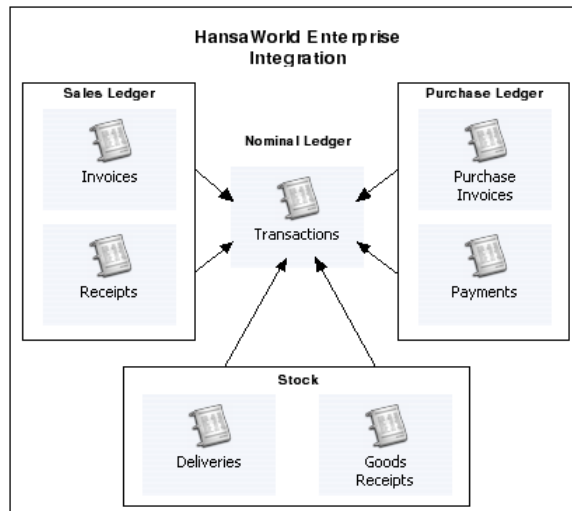 HansaWorld Enterprise
Integration
Sales Ledger
Invoices
Receipts
Nominal Ledger
Transactions
Purchase Ledger
Purchase
Invoices
Payments
Stock
Deliveries
Goods
Receipts